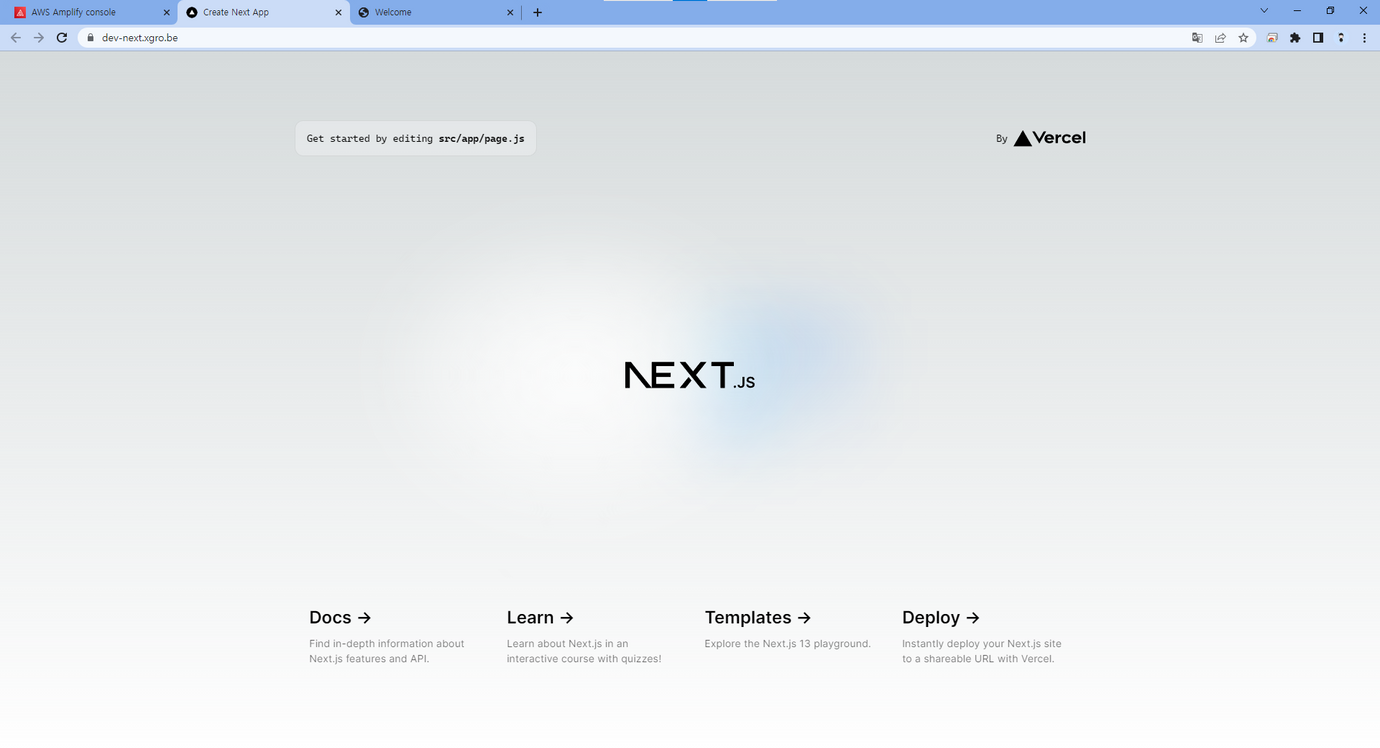 AWS Amplify console
Create Next App
Welcome
dev-next.xgro.be
Get started by editing src/app/page.js
By Vercel
NEXT.JS
Docs ->
Find in-depth information about
Next.js features and API.
Learn ->
Learn about Next.js in an
interactive course with quizzes!
Templates ->
Explore the Next.js 13 playground.
Deploy ->
Instantly deploy your Next.js site
to a shareable URL with Vercel.